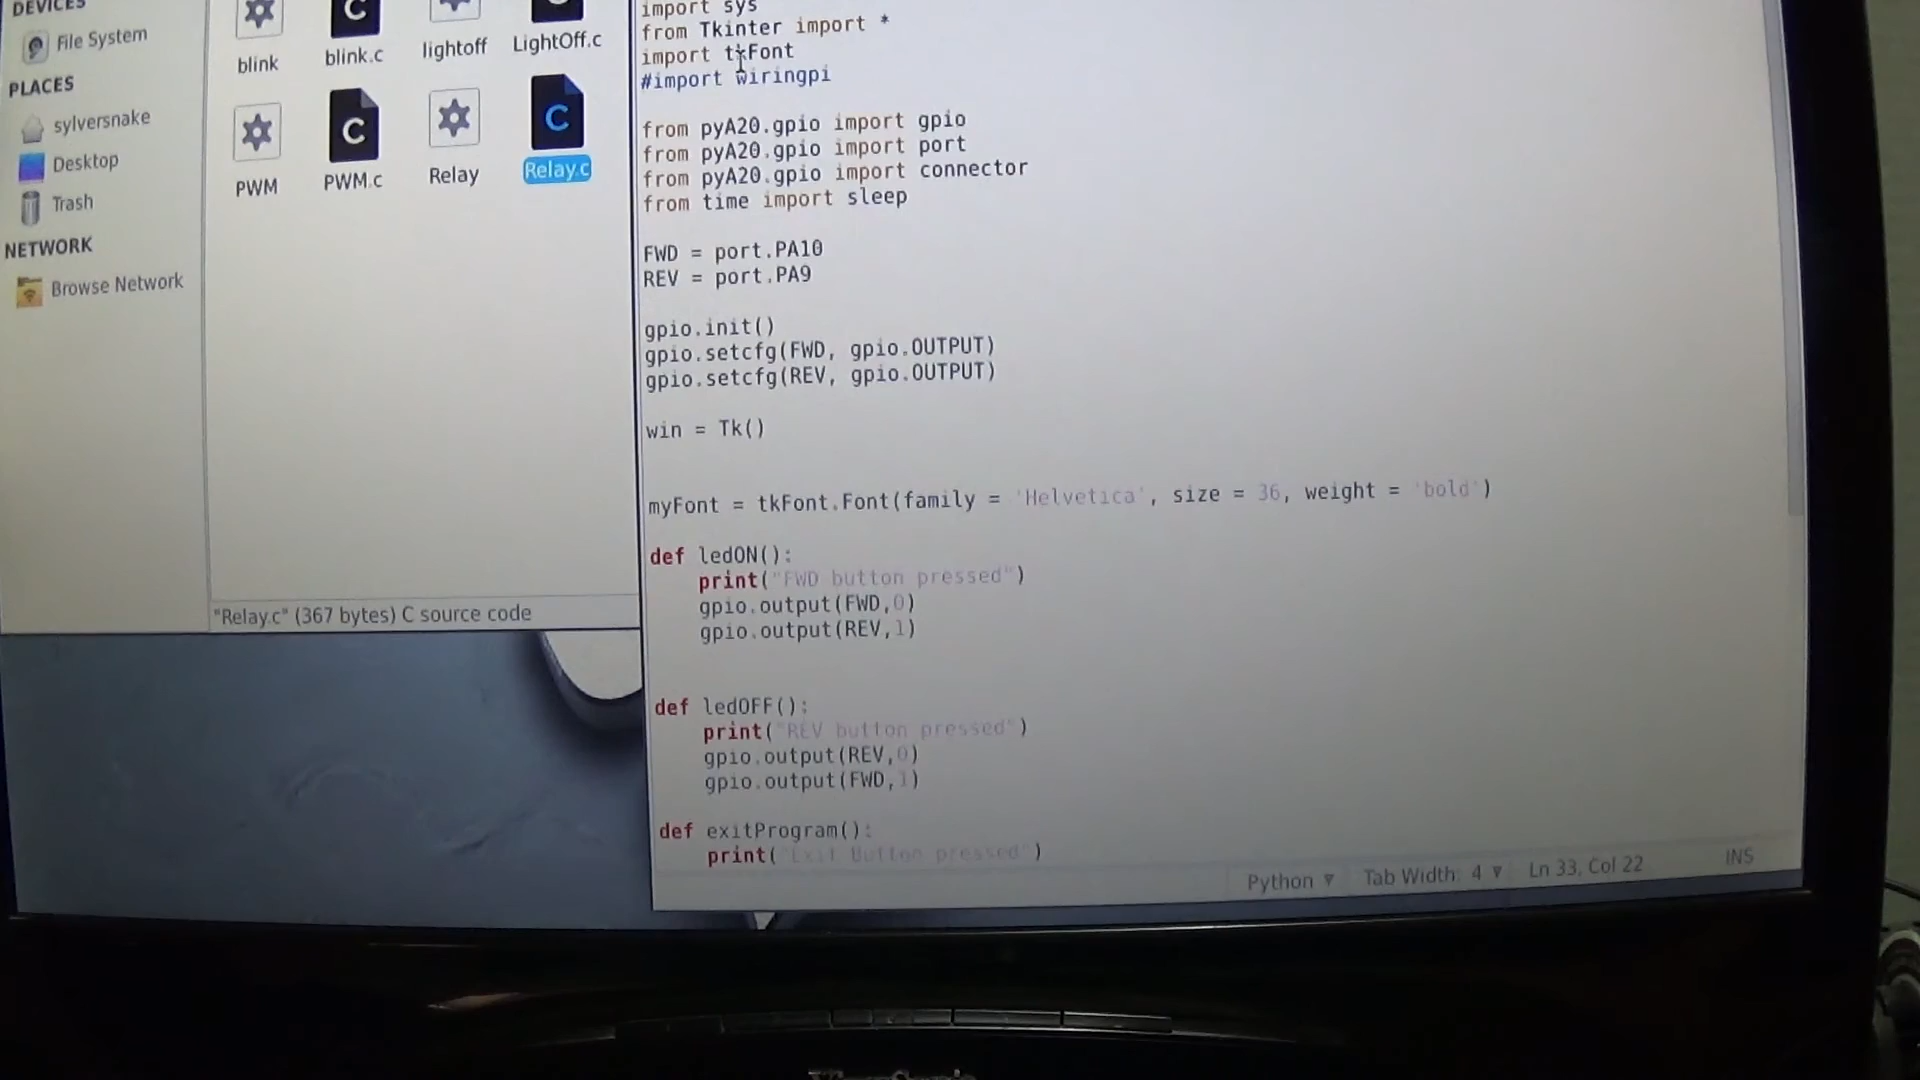 DEVICES
File System
PLACES
sylversnake
Desktop
Trash
NETWORK
Browse Network
blink
blink.c
lightoff
LightOff.c
PWM
PWM.c
Relay
Relay.c
"Relay.c" (367 bytes) C source code
import sys
from Tkinter import *
import tkFont
#import wiringpi
from pyA20.gpio import gpio
from pyA20.gpio import port
from pyA20.gpio import connector
from time import sleep
FWD = port.PA10
REV = port.PA9
gpio.init()
gpio.setcfg(FWD, gpio.OUTPUT)
gpio.setcfg(REV, gpio.OUTPUT)
win = Tk()
myFont = tkFont.Font(family = 'Helvetica', size = 36, weight = 'bold')
def ledON():
print("FWD button pressed")
gpio.output(FWD,0)
gpio.output(REV,1)
def ledOFF():
print("REV button pressed")
gpio.output(REV,0)
gpio.output(FWD,1)
def exitProgram():
print("Exit Button pressed")
Python
Tab Width: 4
Ln 33, Col 22
INS